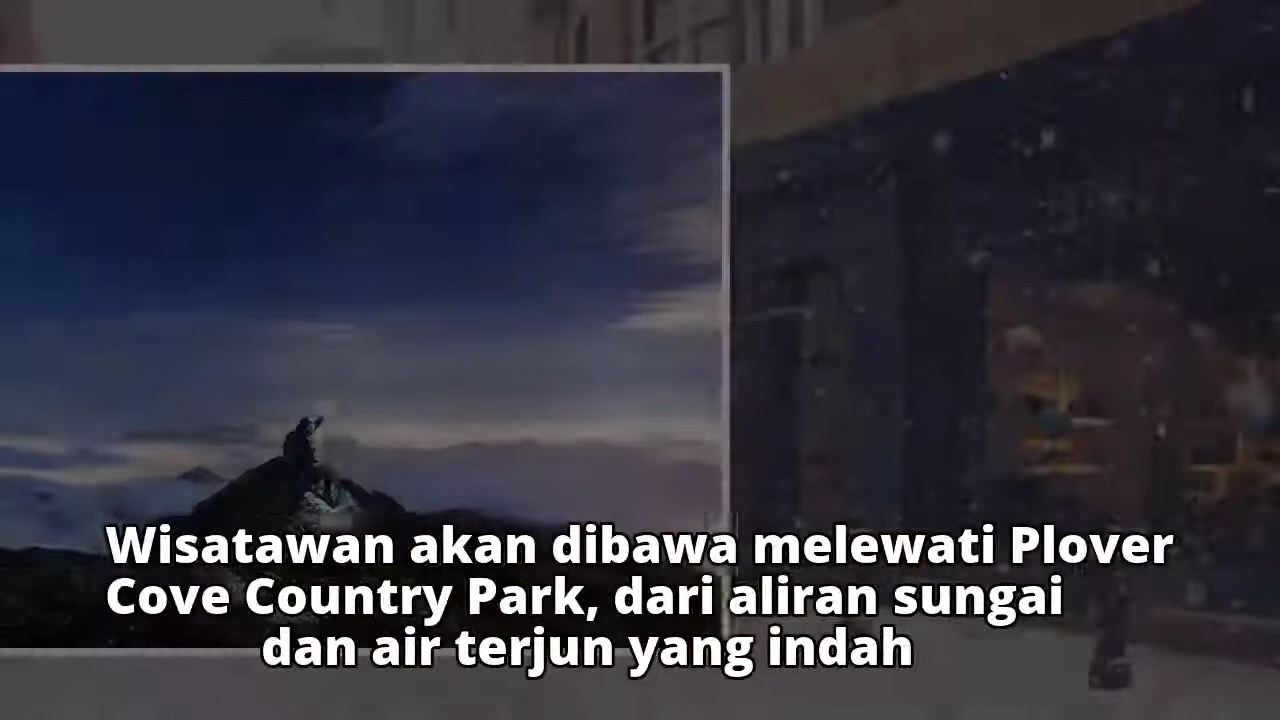 Wisatawan akan dibawa melewati Plover
Cove Country Park, dari aliran sungai
dan air terjun yang indah